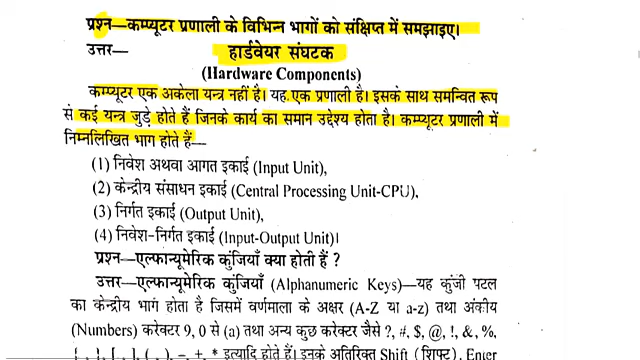 प्रश्न–कम्प्यूटर प्रणाली के विभिन्न भागों को संक्षिप्त में समझाइए।
उत्तर— हार्डवेयर संघटक
(Hardware Components)
कम्प्यूटर एक अकेला यन्त्र नहीं है। यह एक प्रणाली है। इसके साथ समन्वित रूप
से कई यन्त्र जुड़े होते हैं जिनके कार्य का समान उद्देश्य होता है। कम्प्यूटर प्रणाली में
निम्नलिखित भाग होते हैं—
(1) निवेश अथवा आगत इकाई (Input Unit),
(2) केन्द्रीय संसाधन इकाई (Central Processing Unit-CPU),
(3) निर्गत इकाई (Output Unit),
(4) निवेश-निर्गत इकाई (Input-Output Unit)।
प्रश्न–एल्फान्यूमेरिक कुंजियाँ क्या होती हैं ?
उत्तर–एल्फान्यूमेरिक कुंजियाँ (Alphanumeric Keys)—यह कुंजी पटल
का केन्द्रीय भाग होता है जिसमें वर्णमाला के अक्षर (A-Z या a-z) तथा अंकीय
(Numbers) करेक्टर 9, 0 से (a) तथा अन्य कुछ करेक्टर जैसे ?, #, $, @, !, &, %,
इत्यादि होते हैं। इनके अतिरिक्त Shift (शिफ्ट), Enter